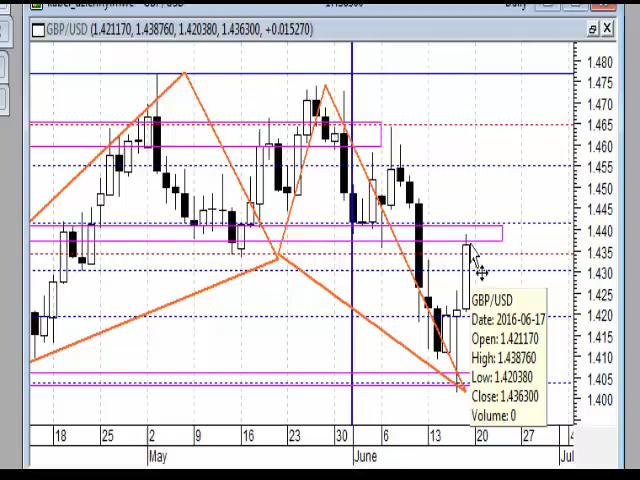 Daily
GBP/USD (1.421170, 1.438760, 1.420380, 1.436300, +0.015270)
1.480
1.475
1.470
1.465
1.460
1.455
1.450
1.445
1.440
1.435
1.430
1.425
1.420
1.415
1.410
1.405
1.400
GBP/USD
Date: 2016-06-17
Open: 1.421170
High: 1.438760
Low: 1.420380
Close: 1.436300
Volume: 0
18 25 2 9 16 23 30 6 13 20 27
May June Jul